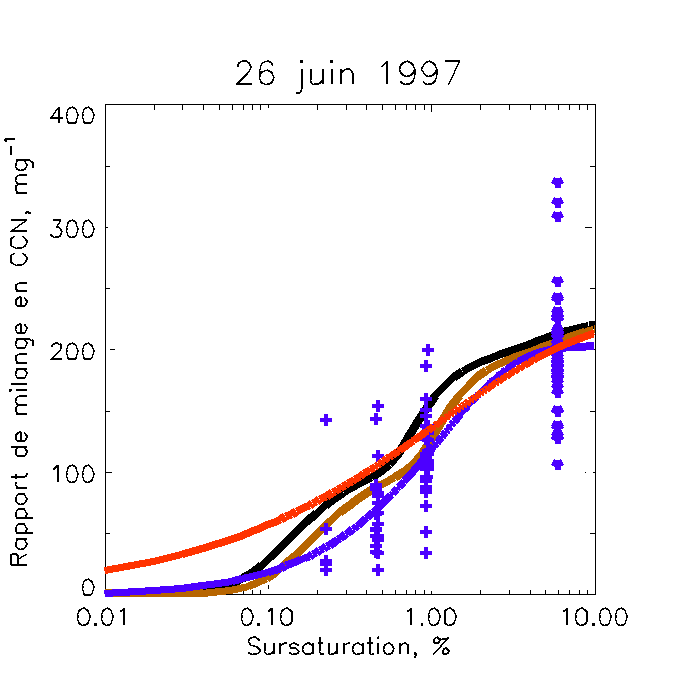 26 juin 1997
Rapport de milange en CCN, mg⁻¹
400
300
200
100
0
0.01 0.10 1.00 10.00
Sursaturation, %